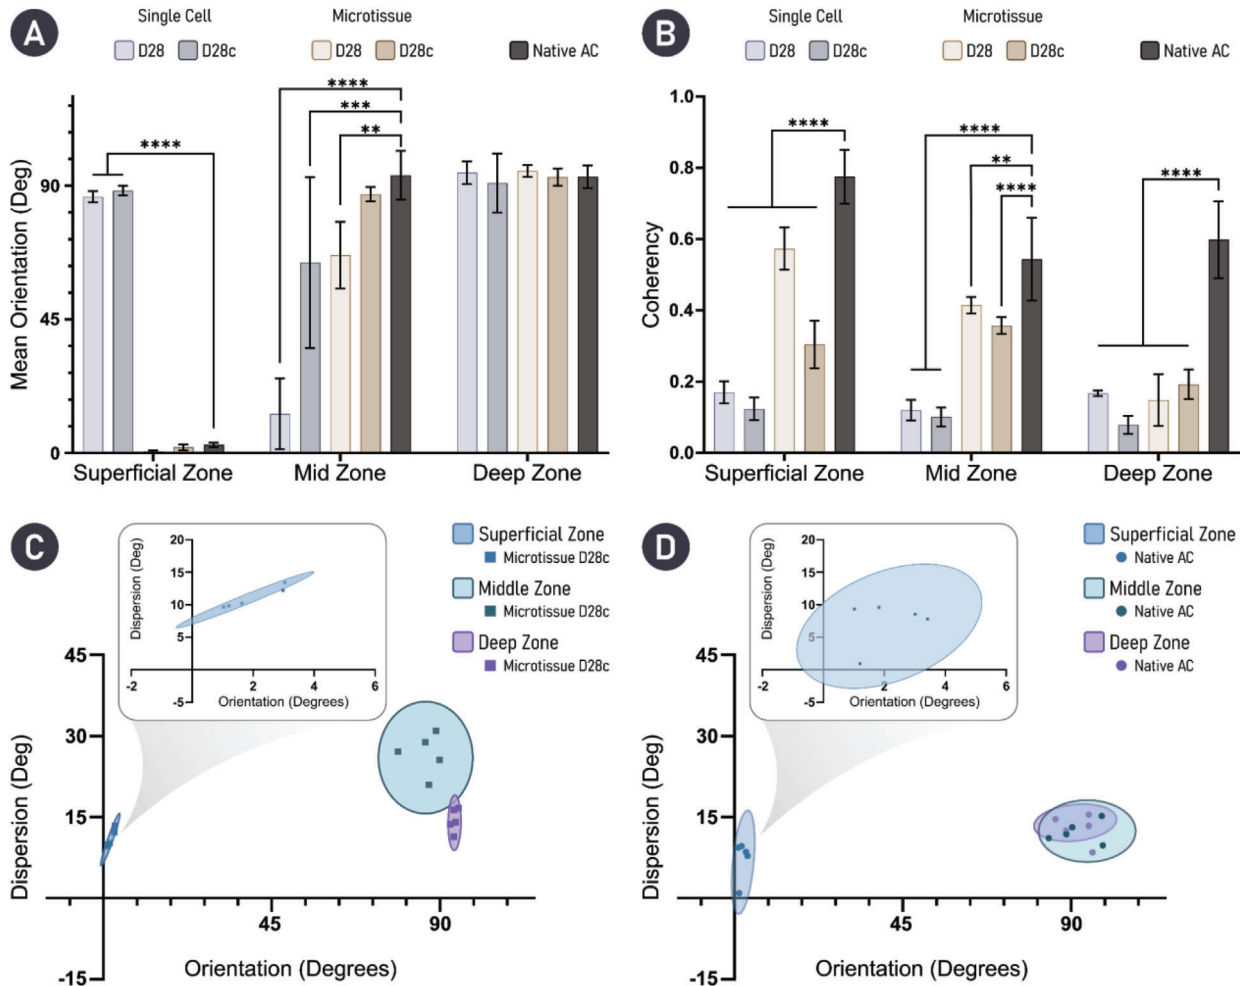 A
Single Cell
Microtissue
D28
D28c
D28
D28c
Native AC
Mean Orientation (Deg)
90
45
0
****
****
***
**
Superficial Zone
Mid Zone
Deep Zone
B
Single Cell
Microtissue
D28
D28c
D28
D28c
Native AC
Coherency
1.0
0.8
0.6
0.4
0.2
0.0
****
****
**
****
****
Superficial Zone
Mid Zone
Deep Zone
C
Dispersion (Deg)
20
15
10
5
-5
-2
2
4
6
Orientation (Degrees)
Superficial Zone
Microtissue D28c
Middle Zone
Microtissue D28c
Deep Zone
Microtissue D28c
Dispersion (Deg)
45
30
15
-15
45
90
Orientation (Degrees)
D
Dispersion (Deg)
20
15
10
5
-5
-2
2
4
6
Orientation (Degrees)
Superficial Zone
Native AC
Middle Zone
Native AC
Deep Zone
Native AC
Dispersion (Deg)
45
30
15
-15
45
90
Orientation (Degrees)